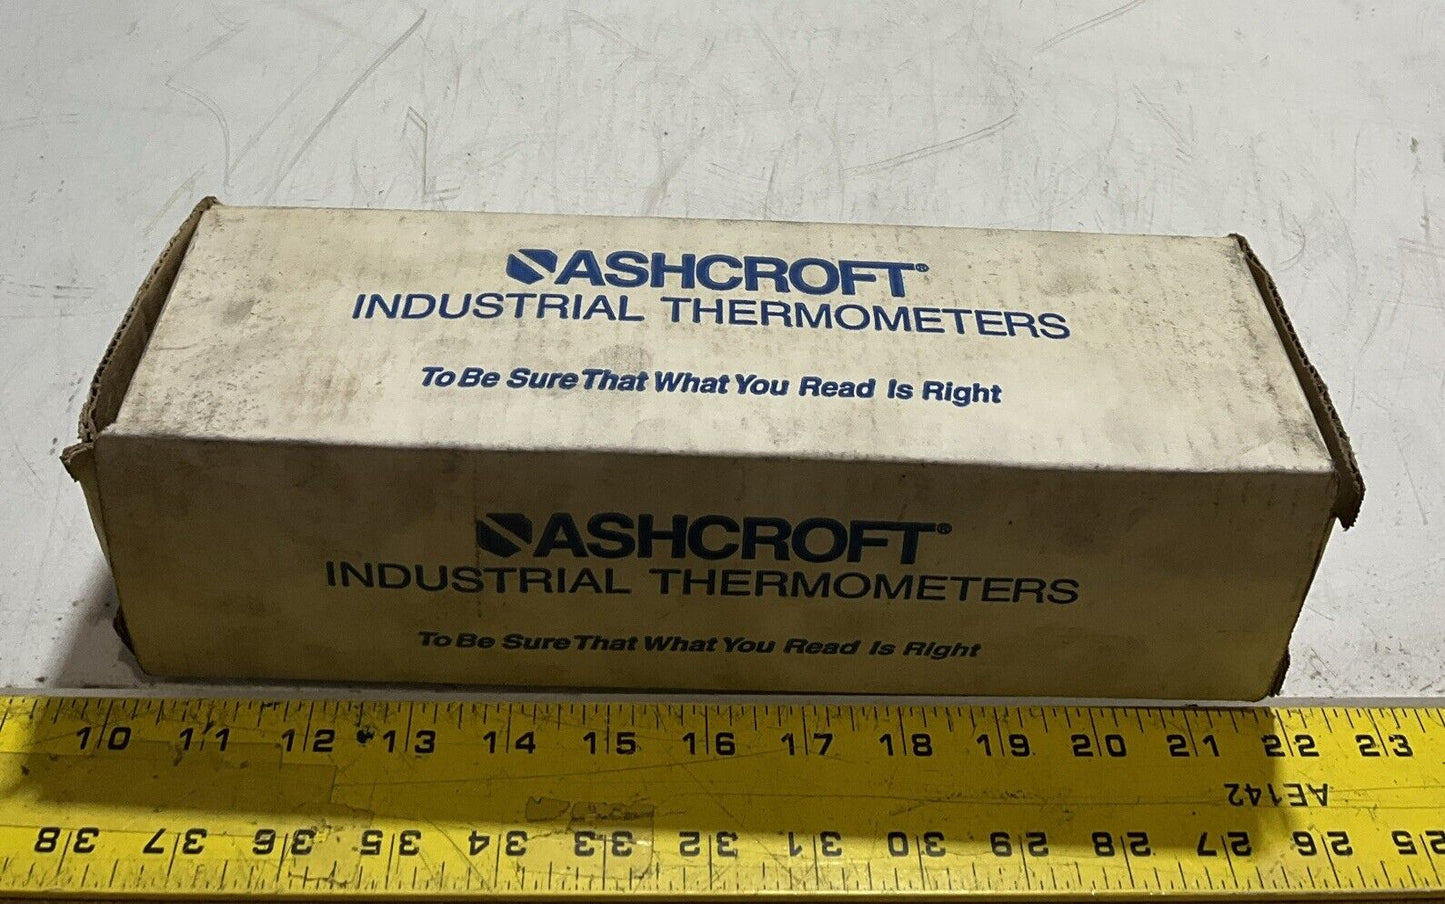 ASHCROFT®
INDUSTRIAL THERMOMETERS
To Be Sure That What You Read Is Right
ASHCROFT®
INDUSTRIAL THERMOMETERS
To Be Sure That What You Read Is Right
10 11 12 13 14 15 16 17 18 19 20 21 22 23
AE142
38 37 36 35 34 33 32 31 30 29 28 27 26 25